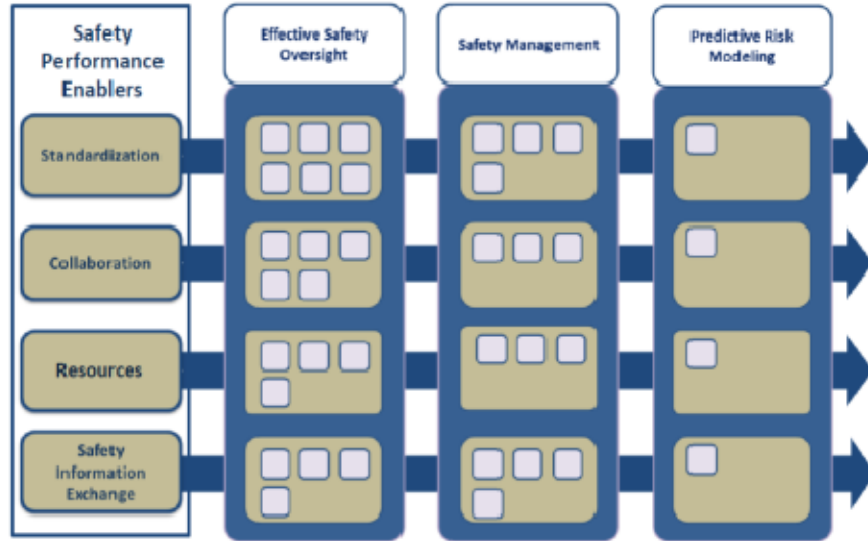 Safety
Performance
Enablers
Effective Safety
Oversight
Safety Management
Predictive Risk
Modeling
Standardization
Collaboration
Resources
Safety
Information
Exchange